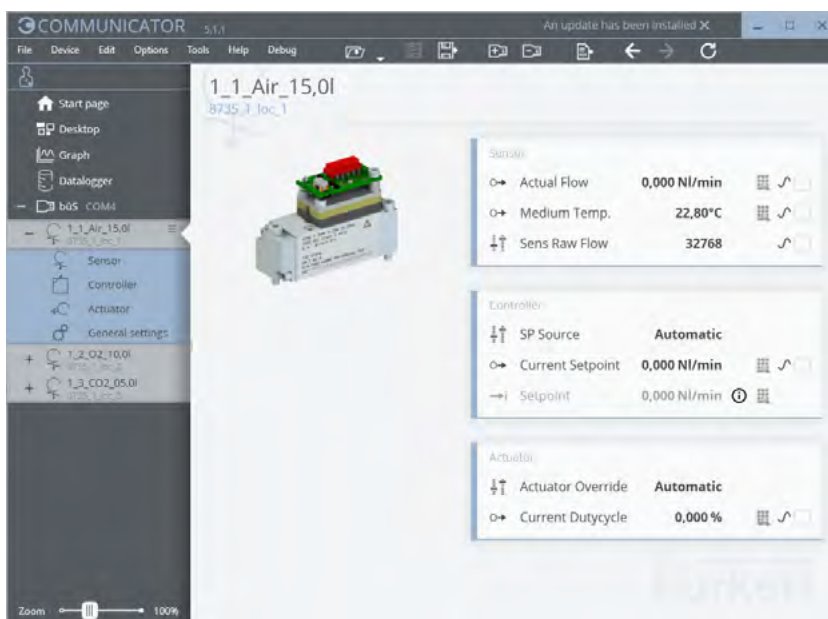 COMMUNICATOR 5.1.1
An update has been installed
File Device Edit Options Tools Help Debug
Start page
Desktop
Graph
Datalogger
büS COM4
1_1_Air_15,0l
8735_1_loc_1
Sensor
Controller
Actuator
General settings
1_2_O2_10,0l
8735_1_loc_2
1_3_CO2_05,0l
8735_1_loc_3
Zoom 100%
1_1_Air_15,0l
8735_1_loc_1
Sensor
Actual Flow 0,000 Nl/min
Medium Temp. 22,80°C
Sens Raw Flow 32768
Controller
SP Source Automatic
Current Setpoint 0,000 Nl/min
Setpoint 0,000 Nl/min
Actuator
Actuator Override Automatic
Current Dutycycle 0,000 %
burkert